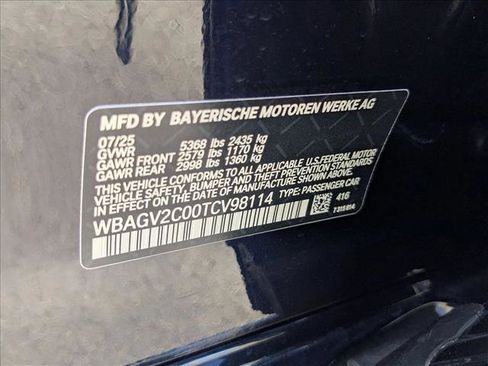 MFD BY BAYERISCHE MOTOREN WERKE AG
07/25
GVWR 5368 lbs 2435 kg
GAWR FRONT 2579 lbs 1170 kg
GAWR REAR 2998 lbs 1360 kg
THIS VEHICLE CONFORMS TO ALL APPLICABLE U.S.FEDERAL MOTOR
VEHICLE SAFETY, BUMPER AND THEFT PREVENTION STANDARDS
IN EFFECT ON THE DATE OF MANUFACTURE SHOWN ABOVE.
WBAGV2C00TCV98114 TYPE: PASSENGER CAR
416